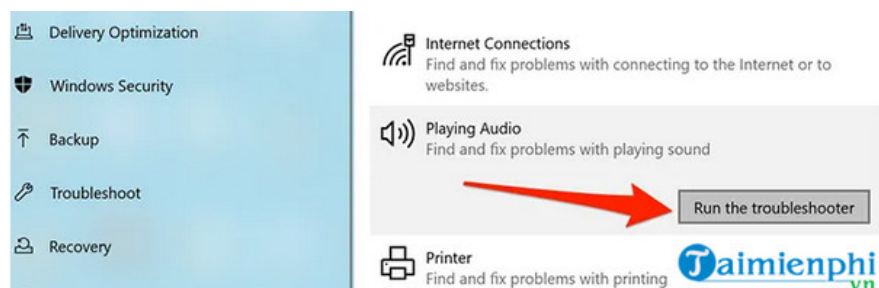 Delivery Optimization
Windows Security
Backup
Troubleshoot
Recovery
Internet Connections
Find and fix problems with connecting to the Internet or to
websites.
Playing Audio
Find and fix problems with playing sound
Run the troubleshooter
Printer
Find and fix problems with printing
Taimienphi
vn